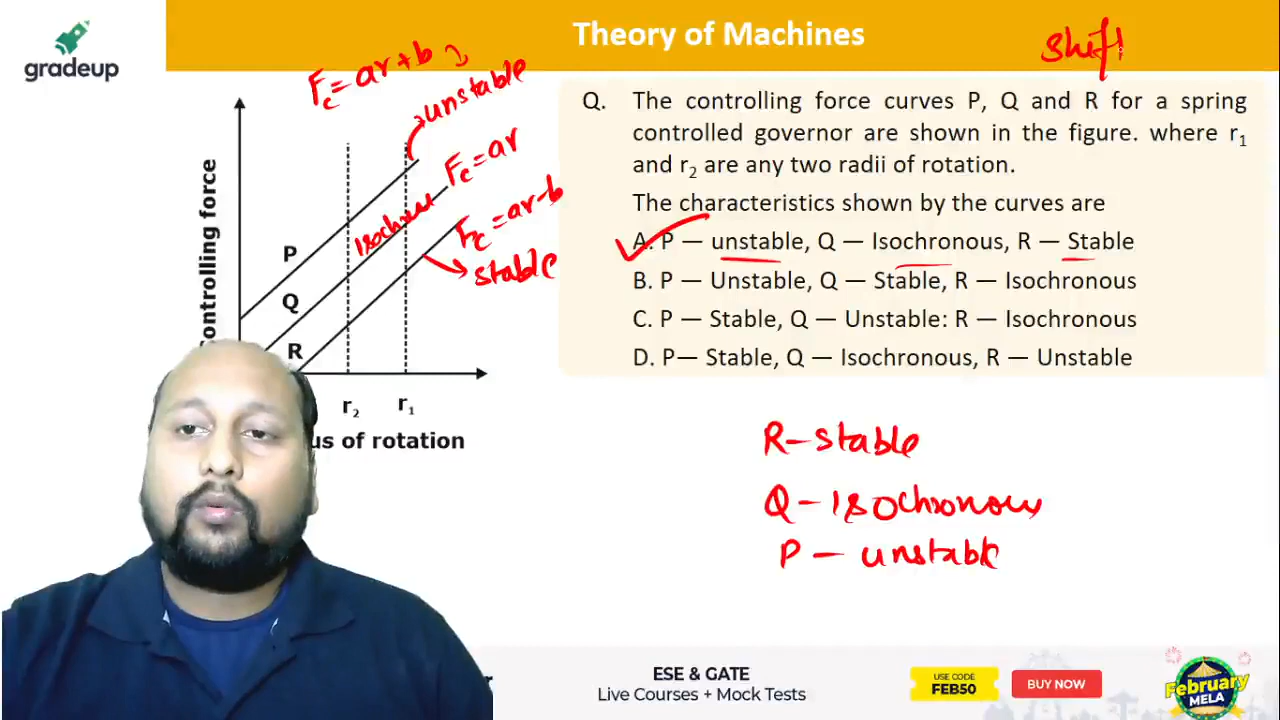 gradeup
Theory of Machines
Shift
Fc = ar + b
unstable
Fc = ar
Isochron
Fc = ar - b
stable
Controlling force
P
Q
R
r2
r1
us of rotation
Q. The controlling force curves P, Q and R for a spring
controlled governor are shown in the figure. where r1
and r2 are any two radii of rotation.
The characteristics shown by the curves are
A. P — unstable, Q — Isochronous, R — Stable
B. P — Unstable, Q — Stable, R — Isochronous
C. P — Stable, Q — Unstable: R — Isochronous
D. P— Stable, Q — Isochronous, R — Unstable
R - stable
Q - Isochronous
P - unstable
ESE & GATE
Live Courses + Mock Tests
USE CODE
FEB50
BUY NOW
February
MELA